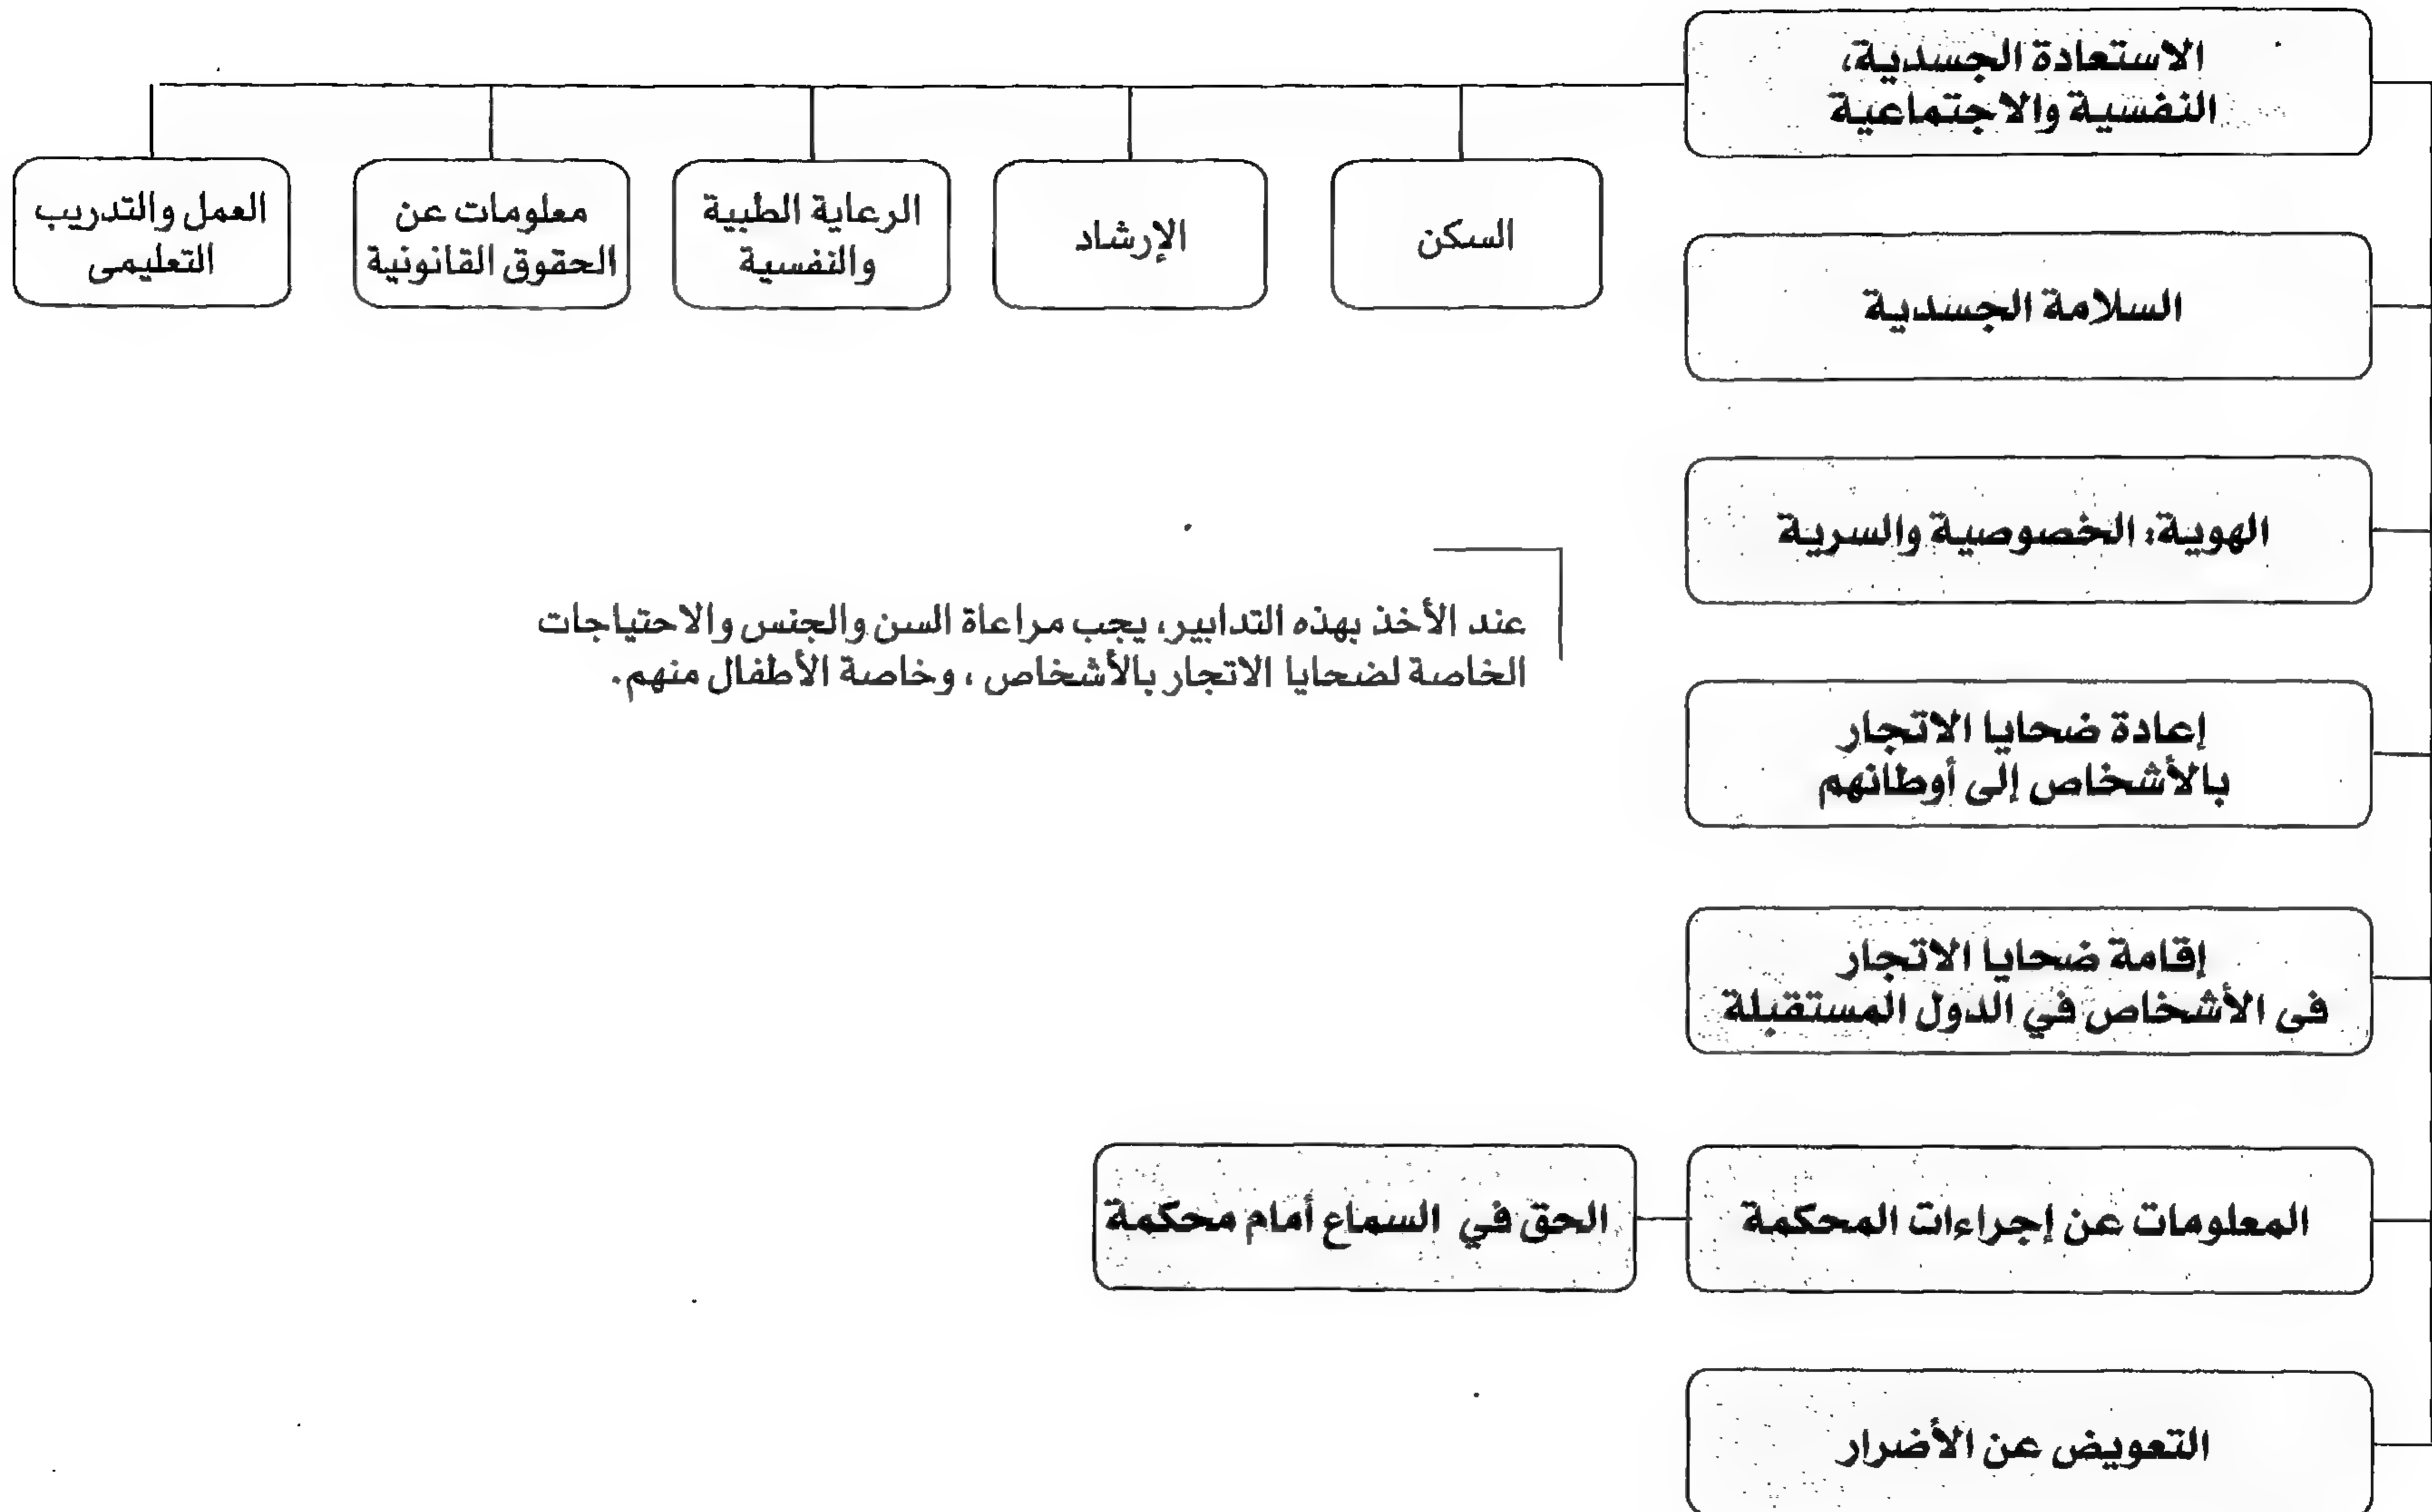 الاستعادة الجسدية،
النفسية والاجتماعية
السكن
الإرشاد
الرعاية الطبية
والنفسية
معلومات عن
الحقوق القانونية
العمل والتدريب
التعليمى
السلامة الجسدية
الهوية: الخصوصية والسرية
عند الأخذ بهذه التدابير، يجب مراعاة السن والجنس والاحتياجات
الخاصة لضحايا الاتجار بالأشخاص، وخاصة الأطفال منهم.
إعادة ضحايا الاتجار
بالأشخاص إلى أوطانهم
إقامة ضحايا الاتجار
فى الأشخاص في الدول المستقبلة
المعلومات عن إجراءات المحكمة
الحق في السماع أمام محكمة
التعويض عن الأضرار